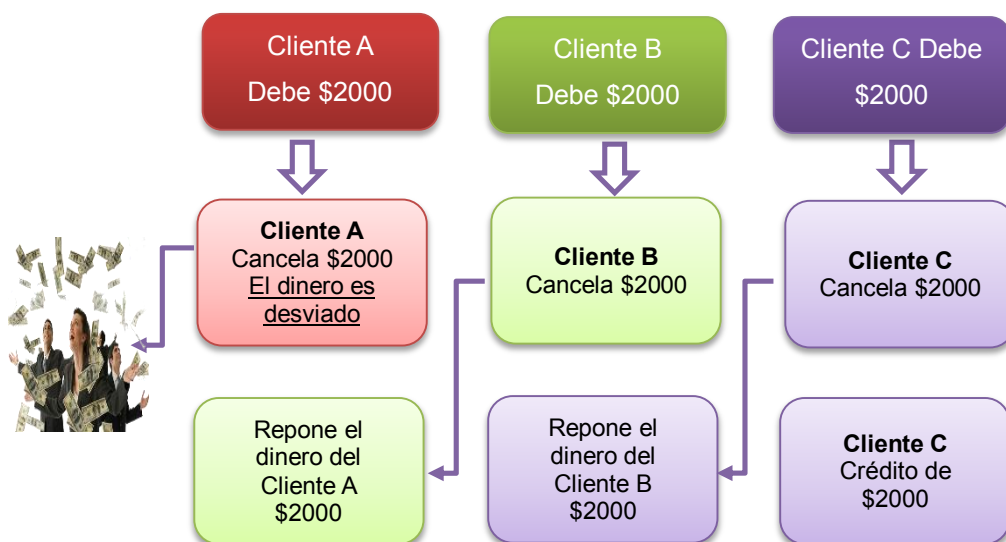 Cliente A
Debe $2000
Cliente B
Debe $2000
Cliente C Debe
$2000
Cliente A
Cancela $2000
El dinero es
desviado
Cliente B
Cancela $2000
Cliente C
Cancela $2000
Repone el
dinero del
Cliente A
$2000
Repone el
dinero del
Cliente B
$2000
Cliente C
Crédito de
$2000